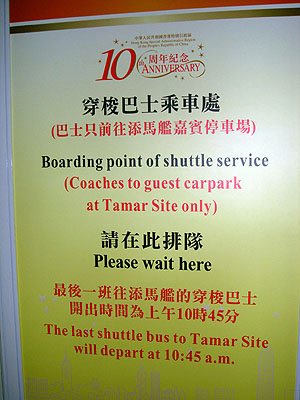 中華人民共和國香港特別行政區
Hong Kong Special Administrative Region
of the People's Republic of China
10th 周年紀念
ANNIVERSARY
穿梭巴士乘車處
(巴士只前往添馬艦嘉賓停車場)
Boarding point of shuttle service
(Coaches to guest carpark
at Tamar Site only)
請在此排隊
Please wait here
最後一班往添馬艦的穿梭巴士
開出時間為上午10時45分
The last shuttle bus to Tamar Site
will depart at 10:45 a.m.